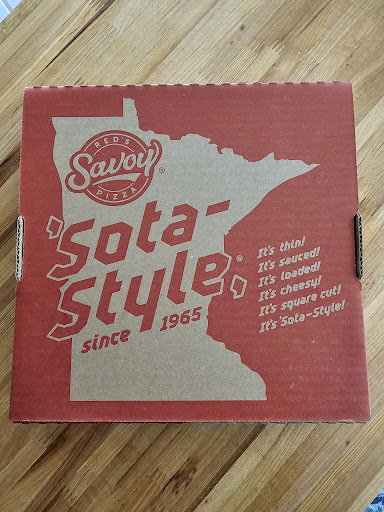 RED'S
Savoy®
PIZZA
'Sota-
Style'®
since 1965
It's thin!
It's sauced!
It's loaded!
It's cheesy!
It's square cut!
It's 'Sota-Style!